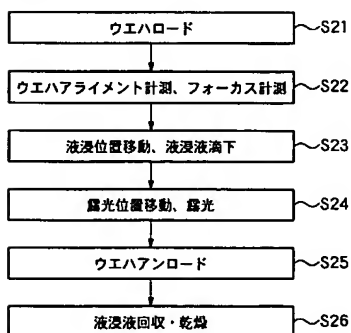 ウエハロード S21
ウエハアライメント計測、フォーカス計測 S22
液浸位置移動、液浸液滴下 S23
露光位置移動、露光 S24
ウエハアンロード S25
液浸液回収・乾燥 S26